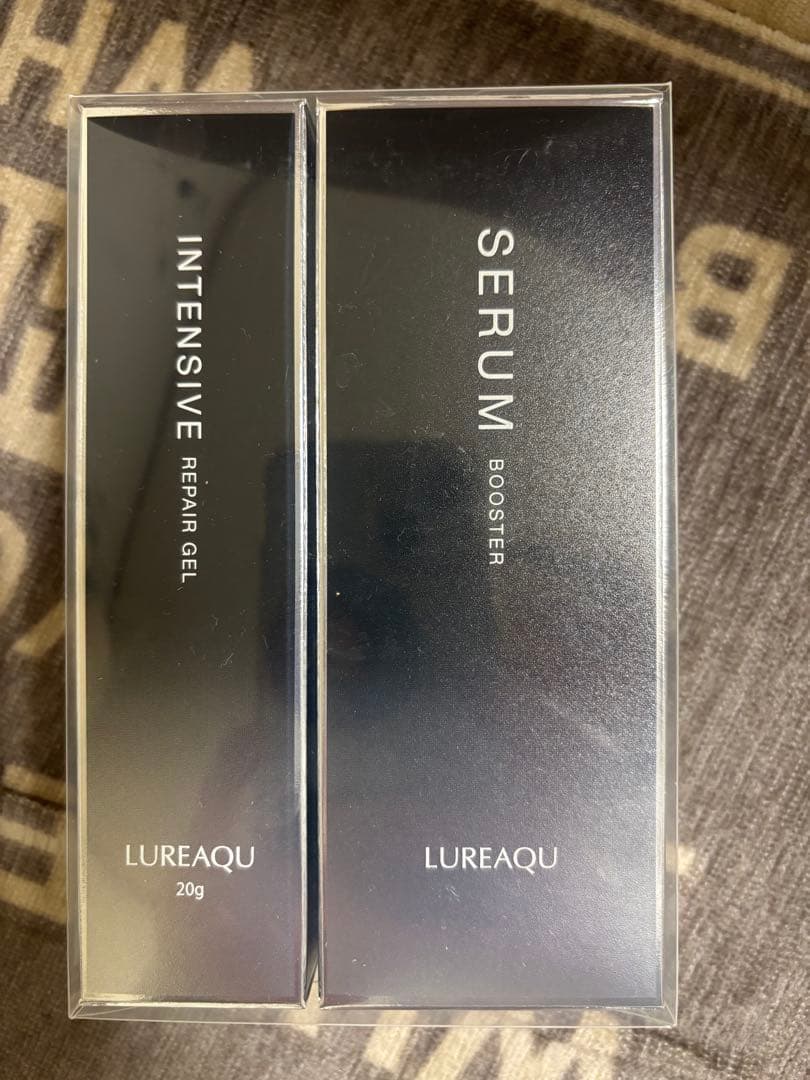 INTENSIVE REPAIR GEL
LUREAQU
20g
SERUM BOOSTER
LUREAQU
B